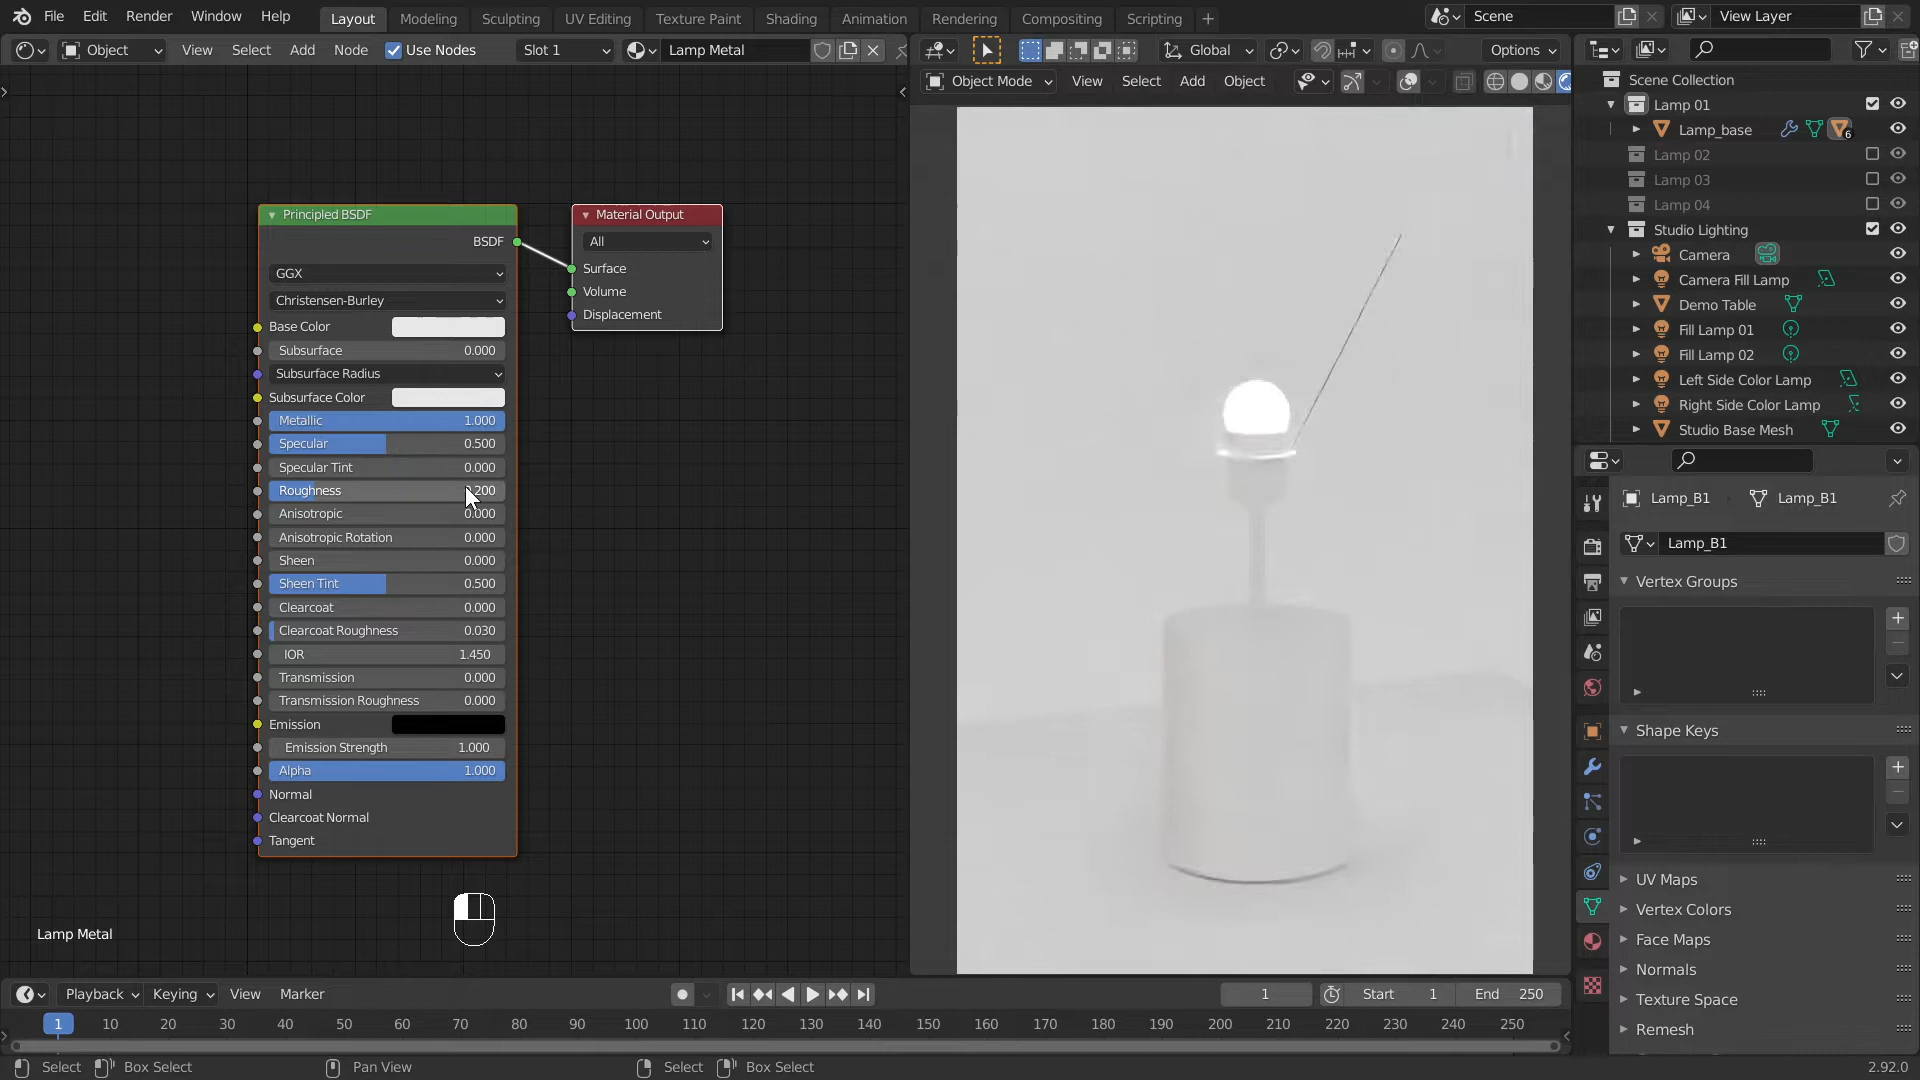 File Edit Render Window Help Layout Modeling Sculpting UV Editing Texture Paint Shading Animation Rendering Compositing Scripting + Scene View Layer
Object View Select Add Node Use Nodes Slot 1 Lamp Metal Global Options
Object Mode View Select Add Object
Scene Collection
Lamp 01
Lamp_base 6
Lamp 02
Lamp 03
Lamp 04
Studio Lighting
Camera
Camera Fill Lamp
Demo Table
Fill Lamp 01
Fill Lamp 02
Left Side Color Lamp
Right Side Color Lamp
Studio Base Mesh
Principled BSDF
BSDF
GGX
Christensen-Burley
Base Color
Subsurface 0.000
Subsurface Radius
Subsurface Color
Metallic 1.000
Specular 0.500
Specular Tint 0.000
Roughness .200
Anisotropic 0.000
Anisotropic Rotation 0.000
Sheen 0.000
Sheen Tint 0.500
Clearcoat 0.000
Clearcoat Roughness 0.030
IOR 1.450
Transmission 0.000
Transmission Roughness 0.000
Emission
Emission Strength 1.000
Alpha 1.000
Normal
Clearcoat Normal
Tangent
Material Output
All
Surface
Volume
Displacement
Lamp Metal
Lamp_B1 Lamp_B1
Lamp_B1
Vertex Groups
Shape Keys
UV Maps
Vertex Colors
Face Maps
Normals
Texture Space
Remesh
Playback Keying View Marker 1 Start 1 End 250
1 10 20 30 40 50 60 70 80 90 100 110 120 130 140 150 160 170 180 190 200 210 220 230 240 250
Select Box Select Pan View Select Box Select 2.92.0